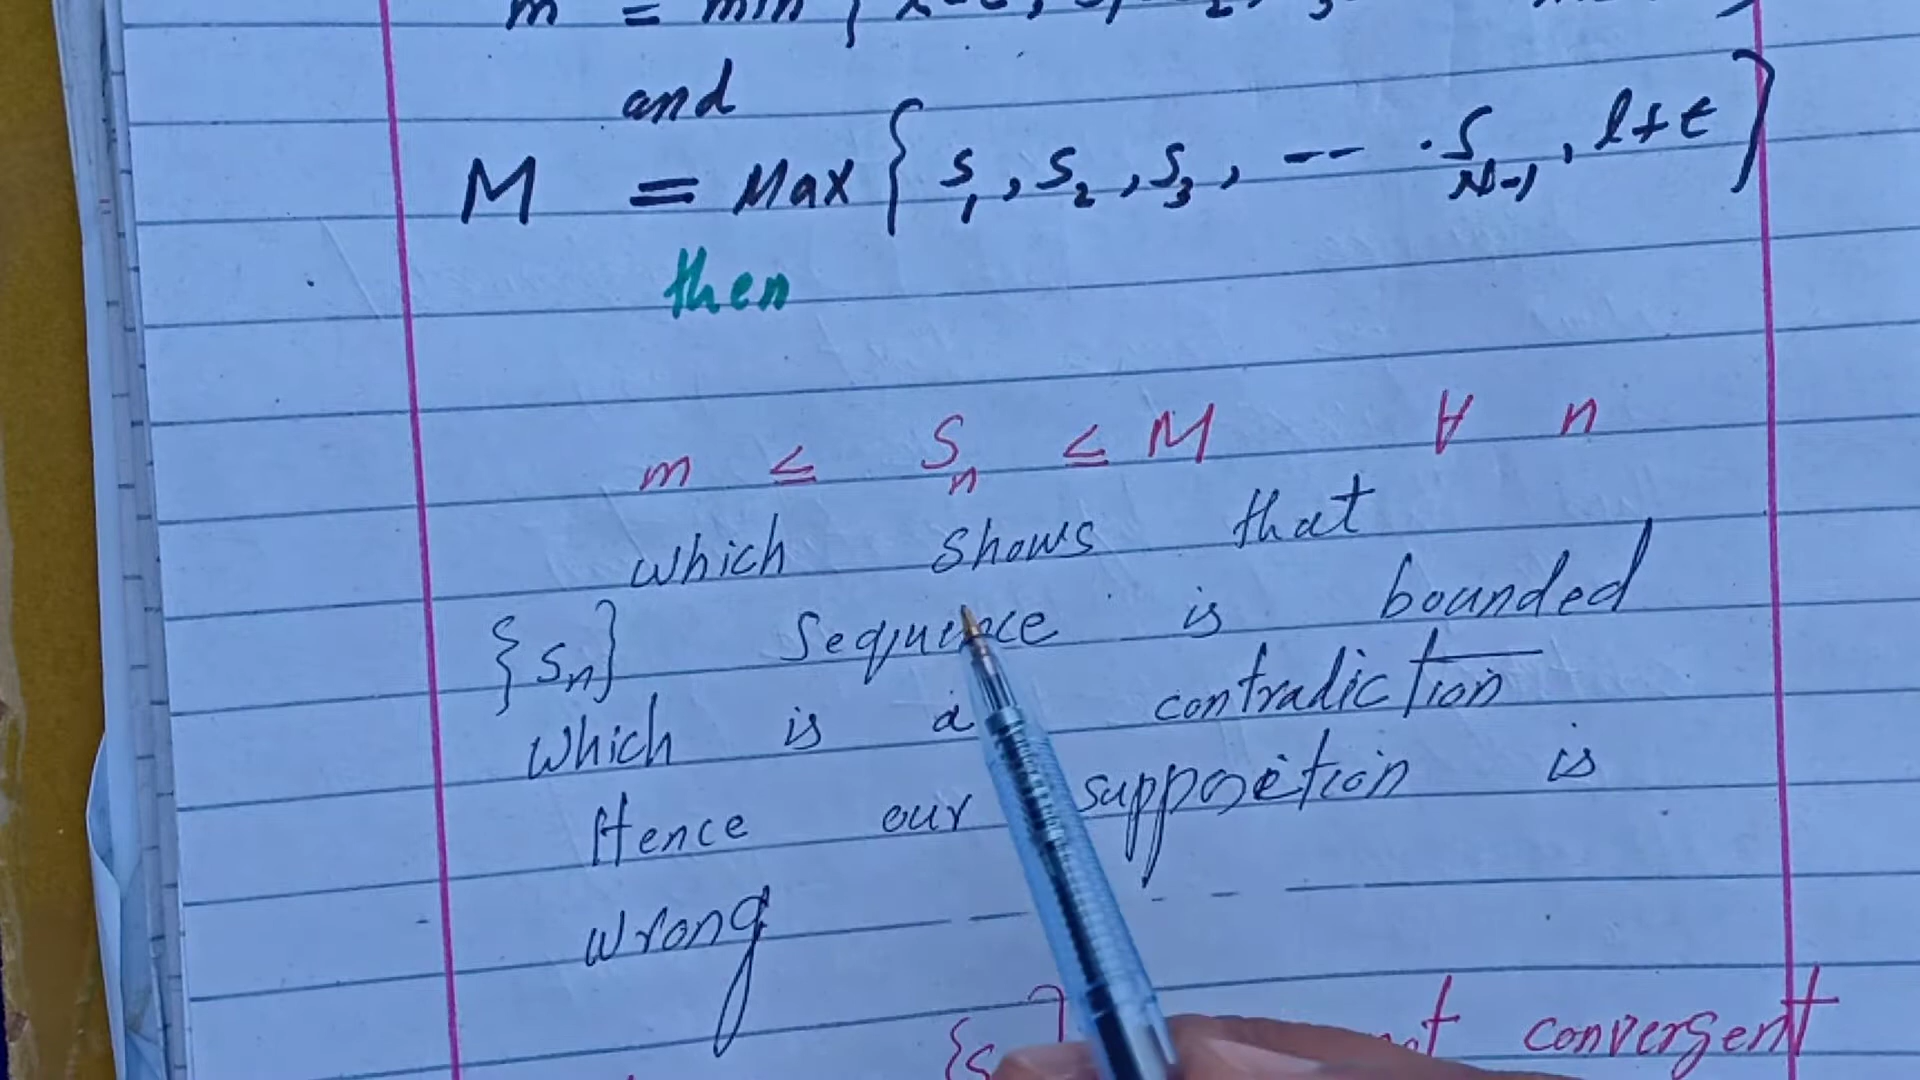 m = min {
and
M = Max { S1, S2, S3, -- . SN-1, l+ε }
then
m ≤ Sn ≤ M ∀ n
which shows that
{Sn} Sequence is bounded
which is a contradiction
Hence our supposition is
wrong
convergent